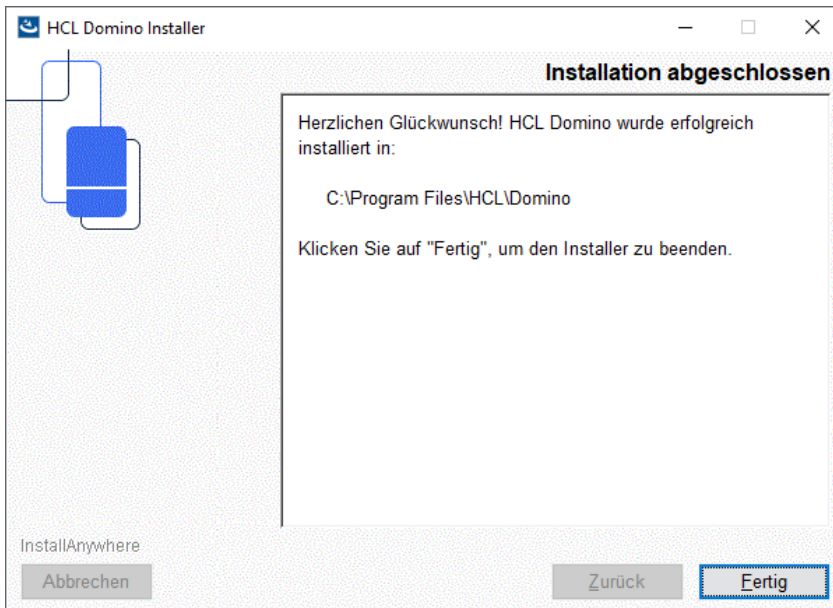 HCL Domino Installer
Installation abgeschlossen
Herzlichen Glückwunsch! HCL Domino wurde erfolgreich
installiert in:
C:\Program Files\HCL\Domino
Klicken Sie auf "Fertig", um den Installer zu beenden.
InstallAnywhere
Abbrechen
Zurück
Fertig